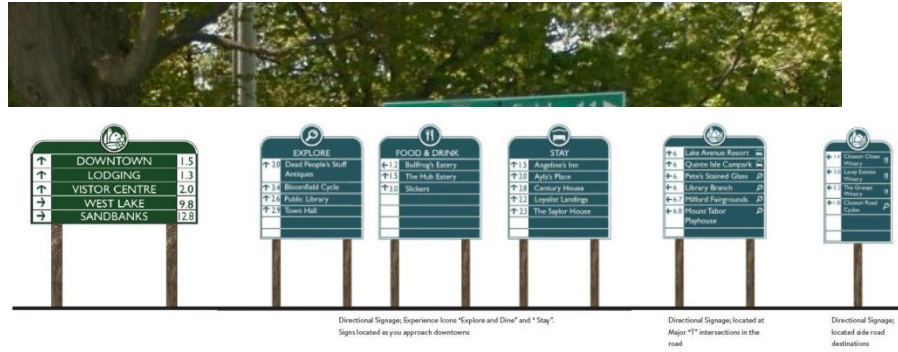 DOWNTOWN 1.5
LODGING 1.3
VISTOR CENTRE 2.0
WEST LAKE 9.8
SANDBANKS 12.8
EXPLORE
2.0 Dead People's Stuff
Antiques
3.4 Bloomfield Cycle
2.6 Public Library
2.9 Town Hall
FOOD & DRINK
1.2 Bullfrog's Eatery
1.5 The Hub Eatery
3.0 Slickers
STAY
1.5 Angeline's Inn
2.0 Ayla's Place
2.8 Century House
2.2 Loyalist Landings
2.3 The Saylor House
6 Lake Avenue Resort
6 Quinte Isle Campark
6 Pete's Stained Glass
6 Library Branch
6.7 Milford Fairgrounds
6.8 Mount Tabor
Playhouse
Closson Chase
Winery
Lacey Estates
Winery
The Grange
Winery
Closson Road
Cycles
Directional Signage; Experience Icons "Explore and Dine" and " Stay".
Signs located as you approach downtowns
Directional Signage; located at
Major "T" intersections in the
road
Directional Signage;
located side road
destinations